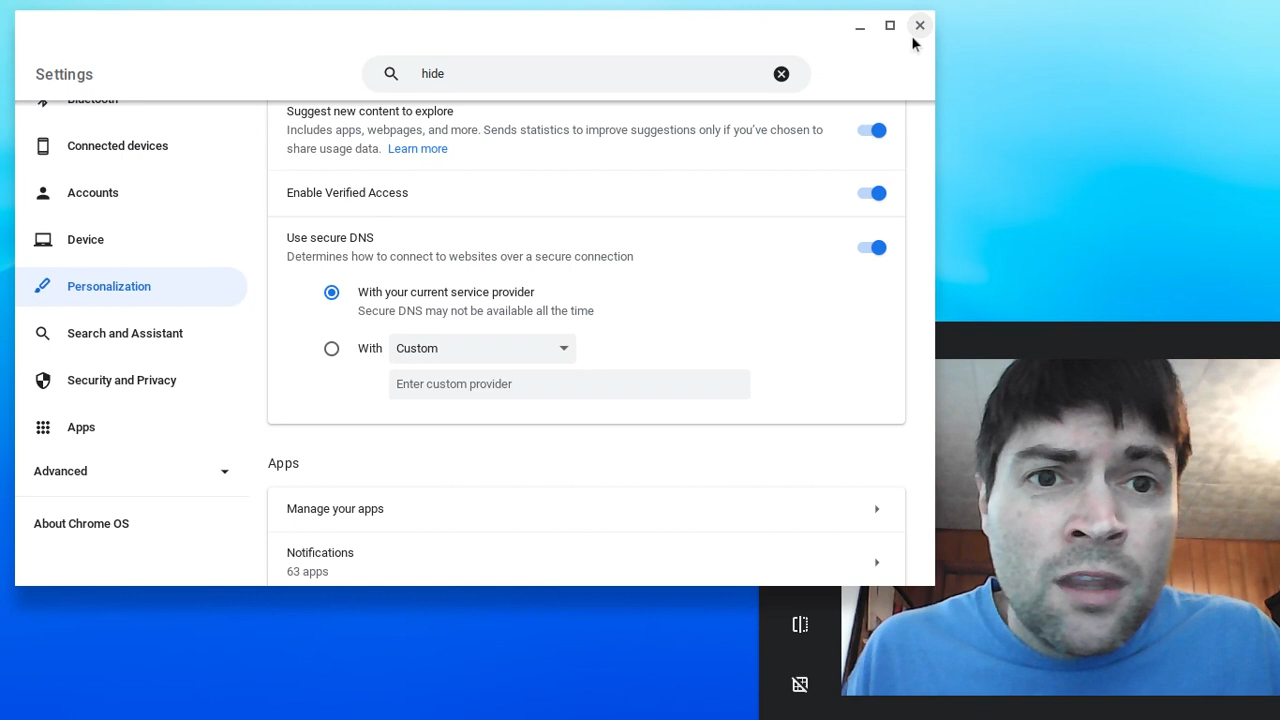 Settings
hide
Bluetooth
Connected devices
Accounts
Device
Personalization
Search and Assistant
Security and Privacy
Apps
Advanced
About Chrome OS
Suggest new content to explore
Includes apps, webpages, and more. Sends statistics to improve suggestions only if you've chosen to
share usage data. Learn more
Enable Verified Access
Use secure DNS
Determines how to connect to websites over a secure connection
With your current service provider
Secure DNS may not be available all the time
With Custom
Enter custom provider
Apps
Manage your apps
Notifications
63 apps